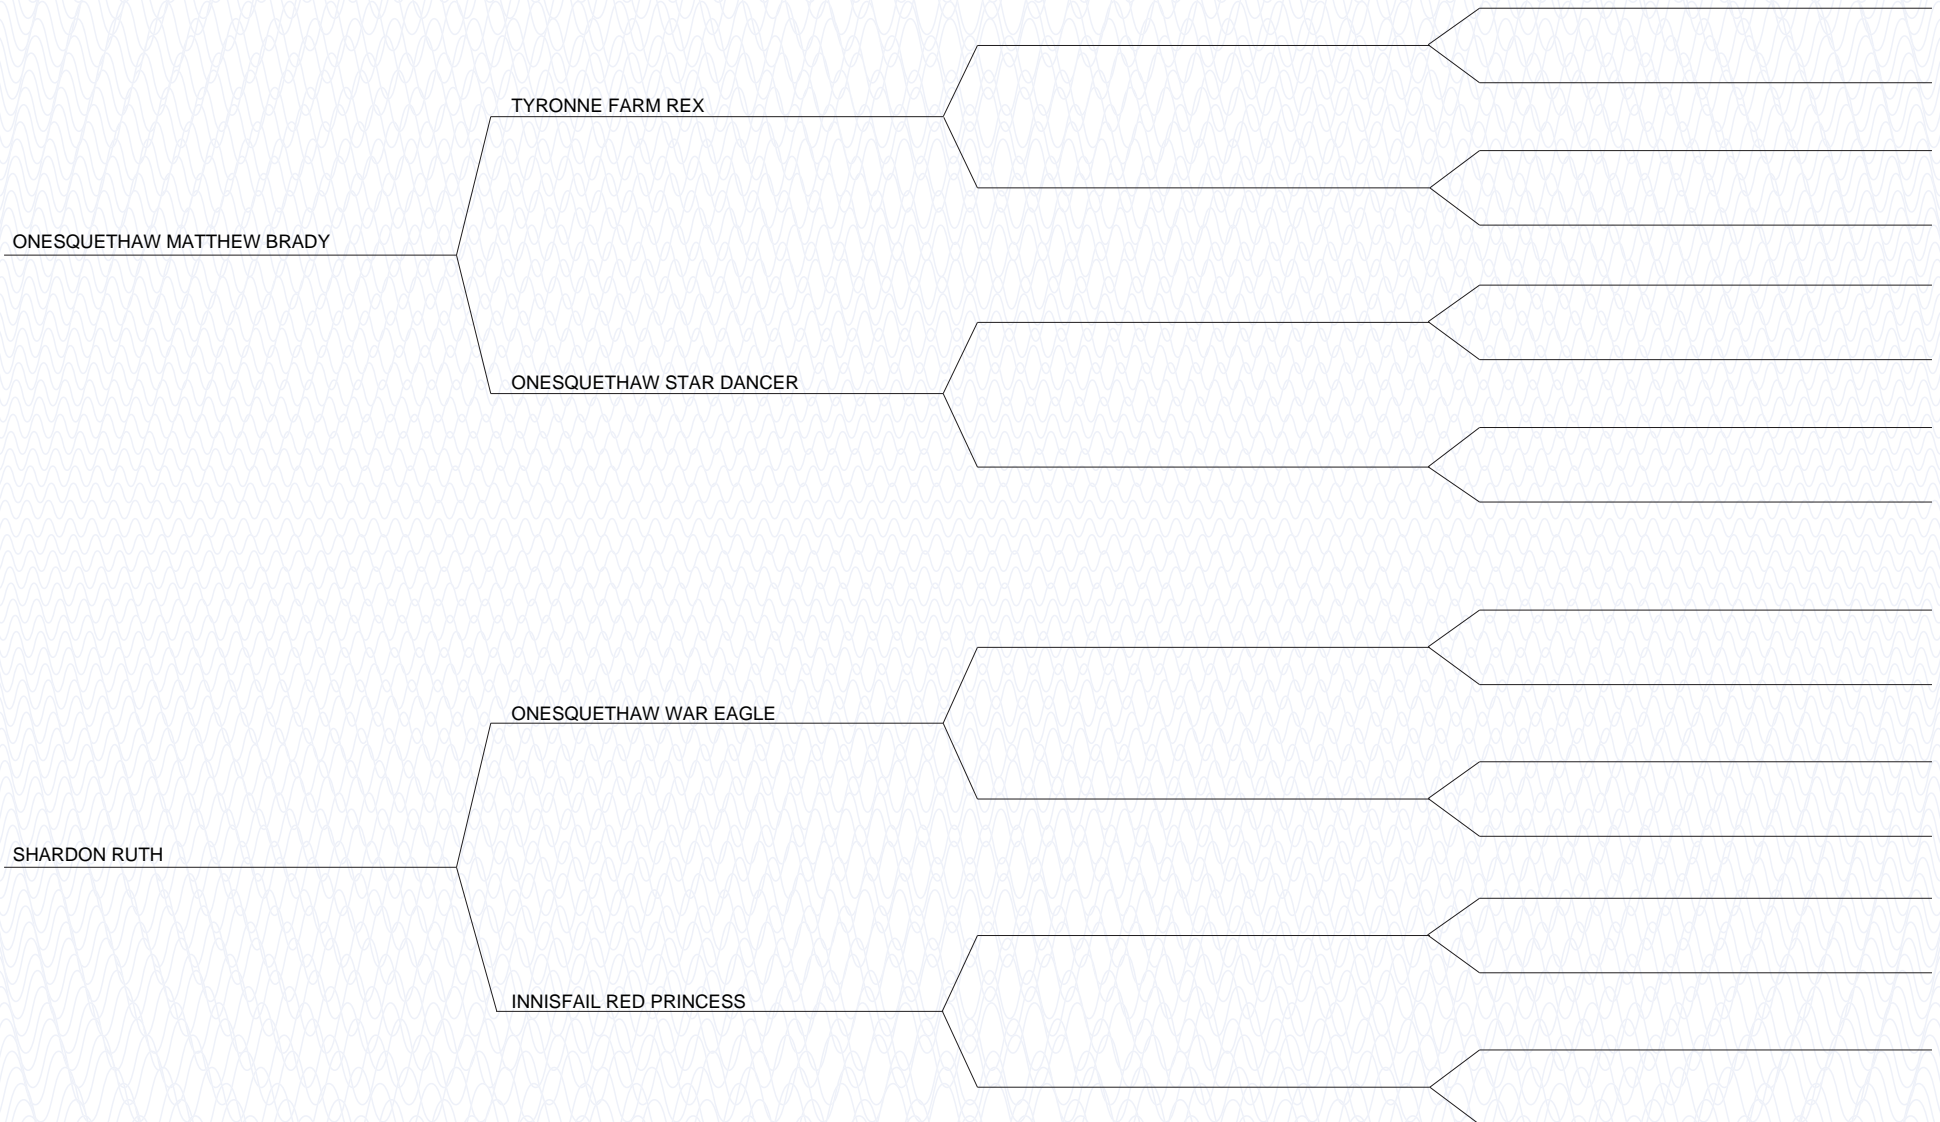 TYRONNE FARM REX
ONESQUETHAW MATTHEW BRADY
ONESQUETHAW STAR DANCER
ONESQUETHAW WAR EAGLE
SHARDON RUTH
INNISFAIL RED PRINCESS